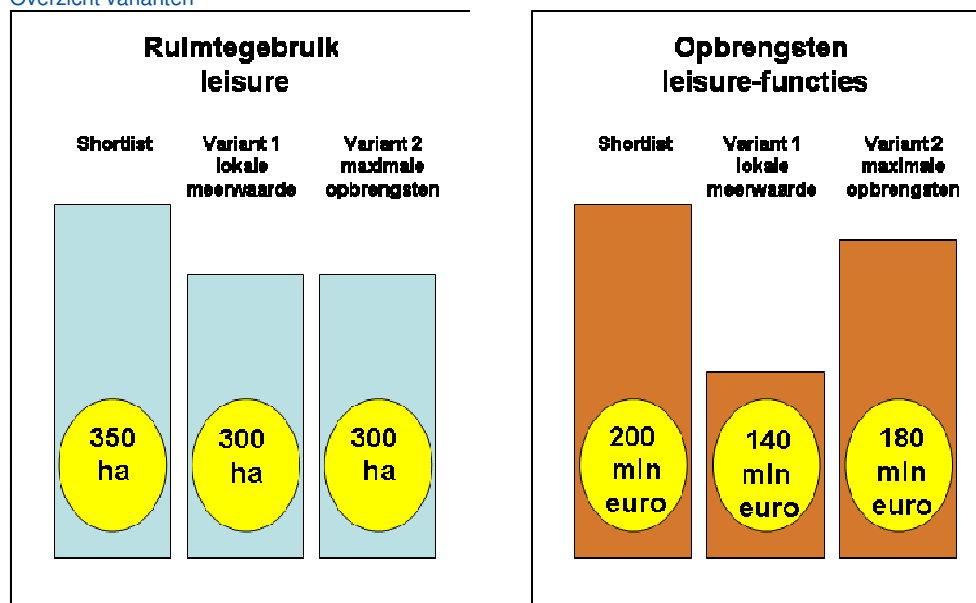 Overzicht varianten
Ruimtegebruik
leisure
Shortlist
Variant 1
lokale
meerwaarde
Variant 2
maximale
opbrengsten
350
ha
300
ha
300
ha
Opbrengsten
leisure-functies
Shortlist
Variant 1
lokale
meerwaarde
Variant 2
maximale
opbrengsten
200
mln
euro
140
mln
euro
180
mln
euro